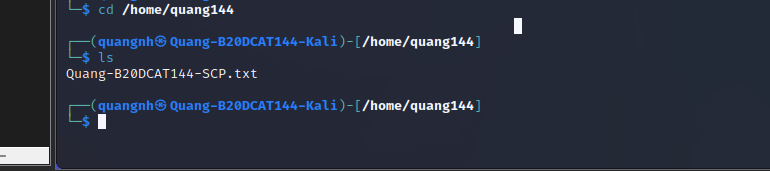 └─$ cd /home/quang144
┌──(quangnh㉿Quang-B20DCAT144-Kali)-[/home/quang144]
└─$ ls
Quang-B20DCAT144-SCP.txt
┌──(quangnh㉿Quang-B20DCAT144-Kali)-[/home/quang144]
└─$